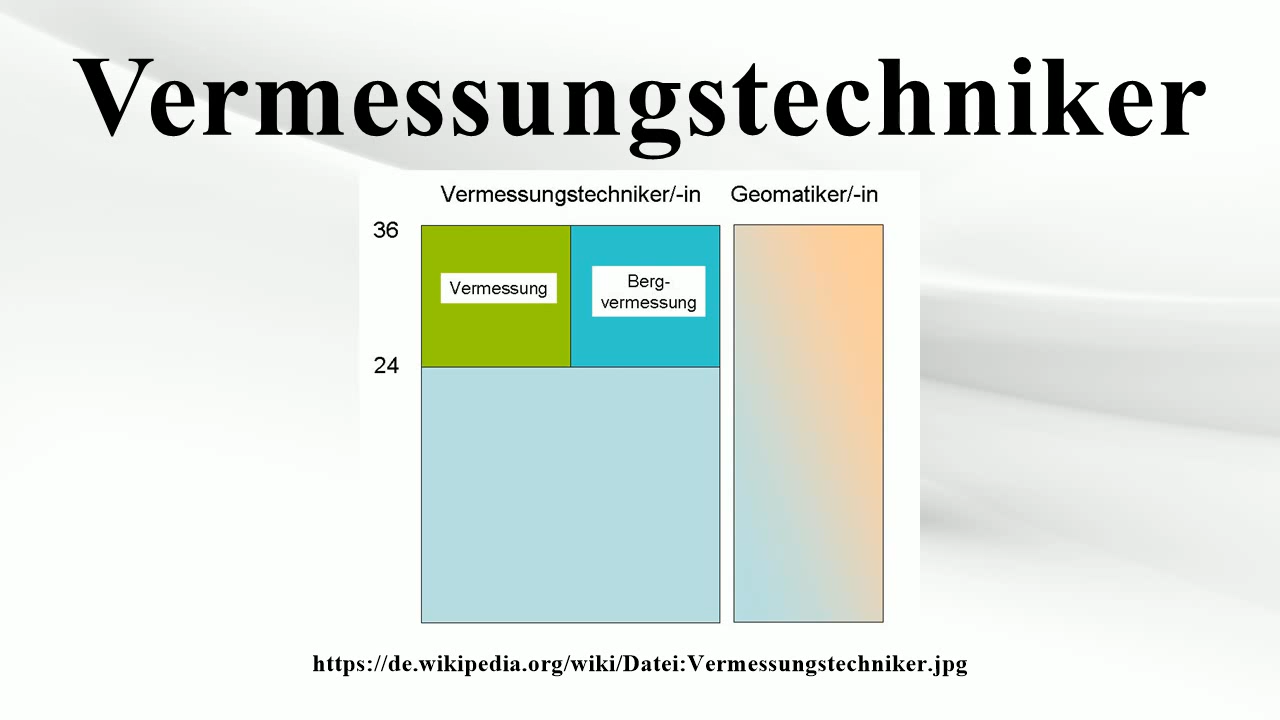 Vermessungstechniker
Vermessungstechniker/-in Geomatiker/-in
36
Vermessung
Berg-
vermessung
24
https://de.wikipedia.org/wiki/Datei:Vermessungstechniker.jpg